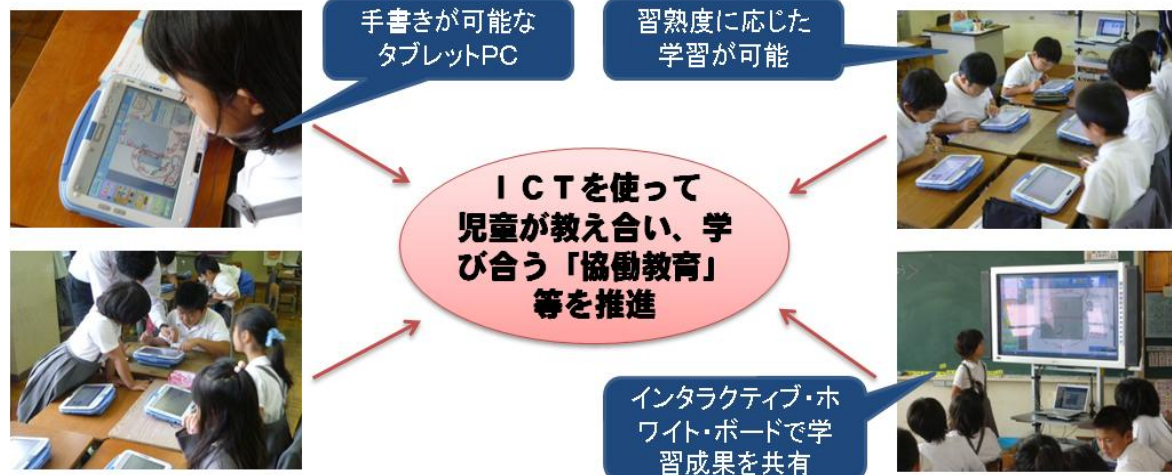 手書きが可能な
タブレットPC
習熟度に応じた
学習が可能
ICTを使って
児童が教え合い、学
び合う「協働教育」
等を推進
インタラクティブ・ホ
ワイト・ボードで学
習成果を共有